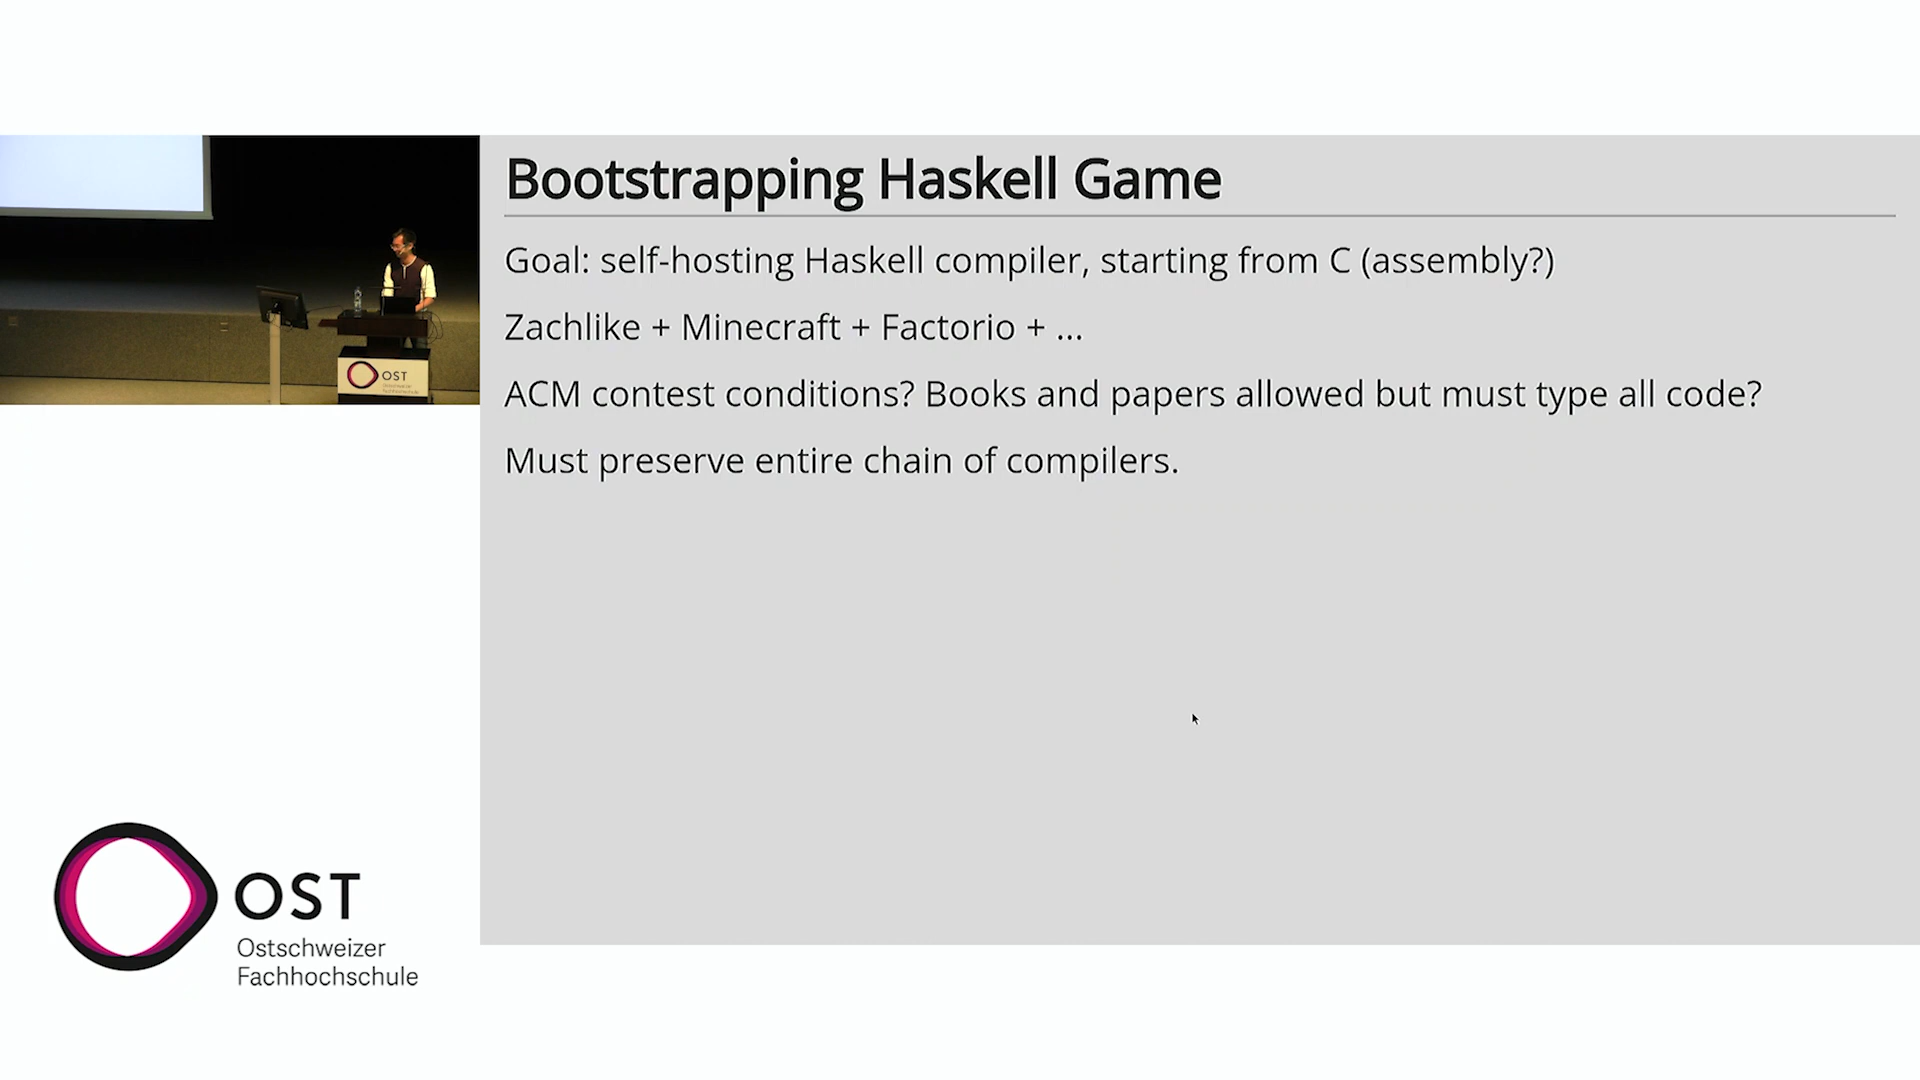 Bootstrapping Haskell Game
Goal: self-hosting Haskell compiler, starting from C (assembly?)
Zachlike + Minecraft + Factorio + ...
ACM contest conditions? Books and papers allowed but must type all code?
Must preserve entire chain of compilers.
OST
OST
Ostschweizer
Fachhochschule